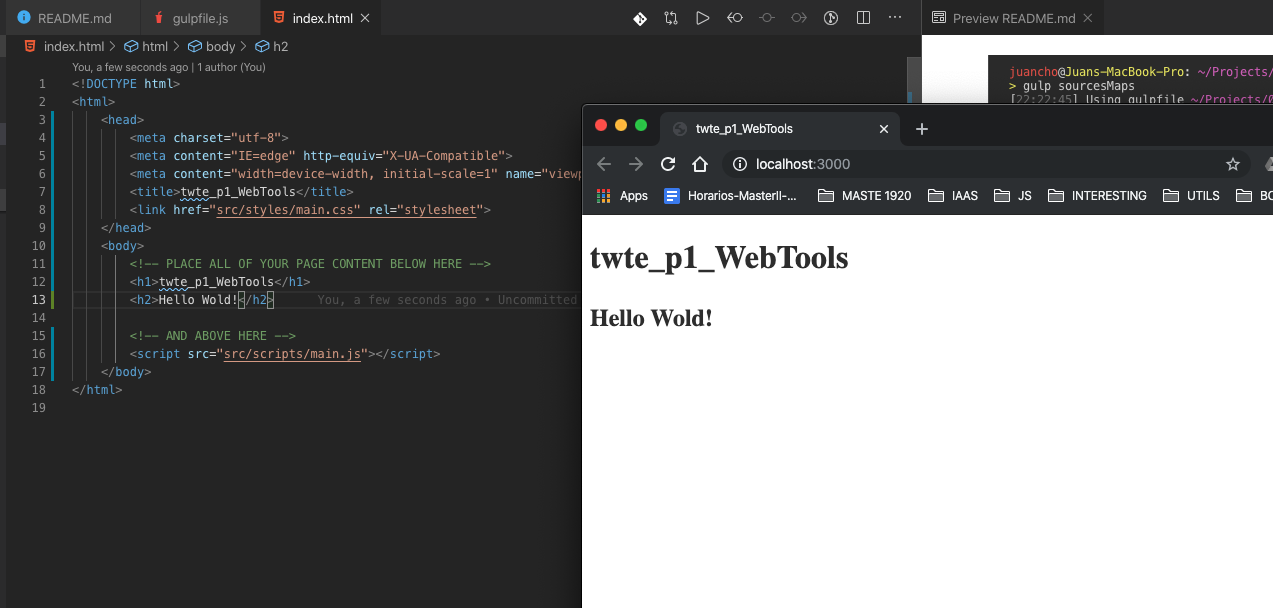 README.md
gulpfile.js
index.html
Preview README.md
index.html > html > body > h2
You, a few seconds ago | 1 author (You)
1 <!DOCTYPE html>
2 <html>
3 <head>
4 <meta charset="utf-8">
5 <meta content="IE=edge" http-equiv="X-UA-Compatible">
6 <meta content="width=device-width, initial-scale=1" name="viewp
7 <title>twte_p1_WebTools</title>
8 <link href="src/styles/main.css" rel="stylesheet">
9 </head>
10 <body>
11 <!-- PLACE ALL OF YOUR PAGE CONTENT BELOW HERE -->
12 <h1>twte_p1_WebTools</h1>
13 <h2>Hello Wold!</h2> You, a few seconds ago • Uncommitted
14
15 <!-- AND ABOVE HERE -->
16 <script src="src/scripts/main.js"></script>
17 </body>
18 </html>
19
juancho@Juans-MacBook-Pro: ~/Projects/
> gulp sourcesMaps
[22:22:45] Using gulpfile ~/Projects/0
twte_p1_WebTools
localhost:3000
Apps
Horarios-MasterII-...
MASTE 1920
IAAS
JS
INTERESTING
UTILS
BO
twte_p1_WebTools
Hello Wold!